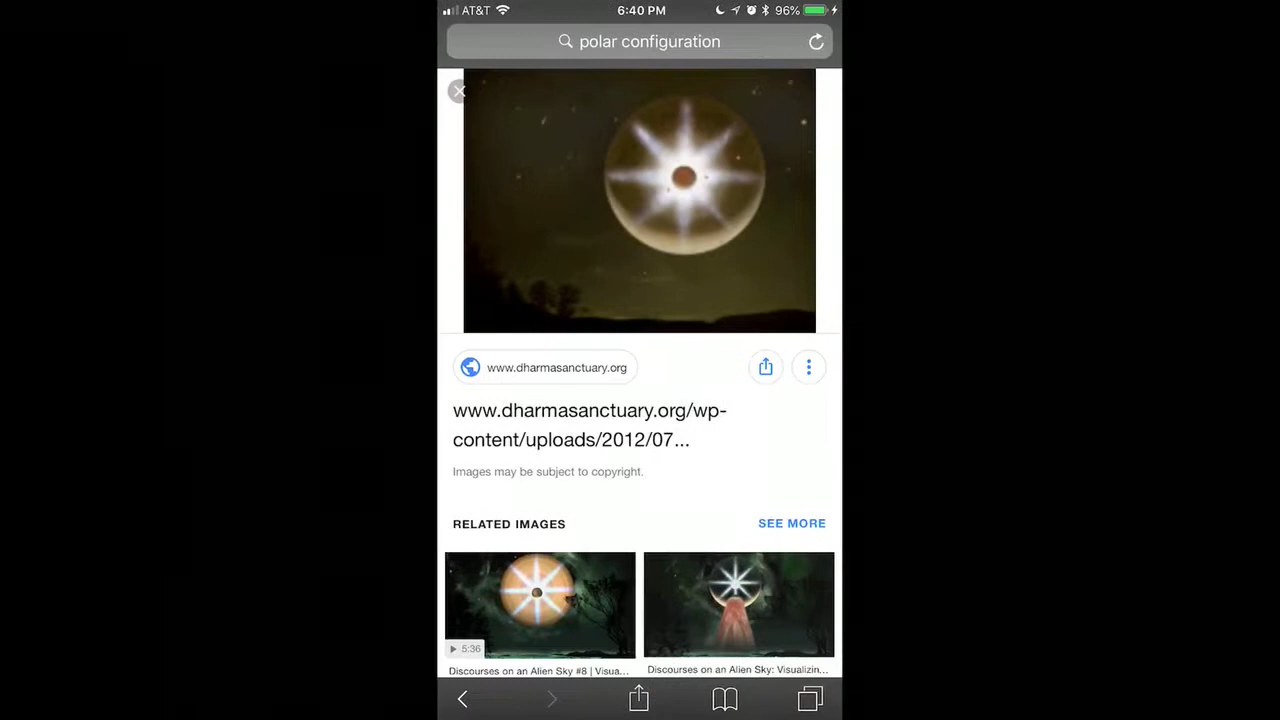 AT&T 6:40 PM 96%
polar configuration
www.dharmasanctuary.org
www.dharmasanctuary.org/wp-
content/uploads/2012/07...
Images may be subject to copyright.
RELATED IMAGES SEE MORE
5:36
Discourses on an Alien Sky #8 | Visua...
Discourses on an Alien Sky: Visualizin...